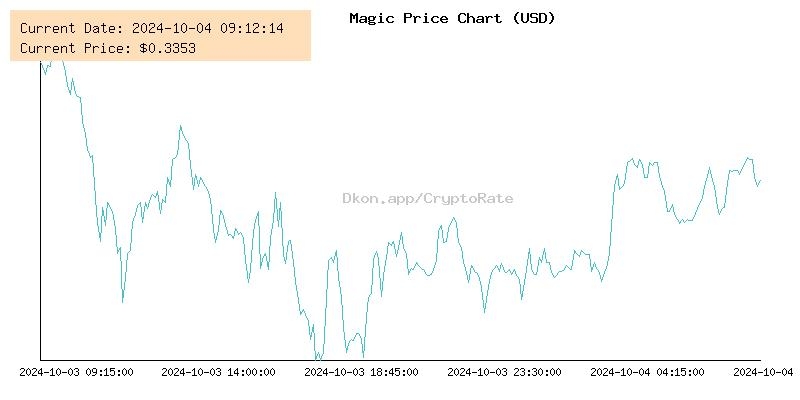 Magic Price Chart (USD)
Current Date: 2024-10-04 09:12:14
Current Price: $0.3353
Dkon.app/CryptoRate
2024-10-03 09:15:00 2024-10-03 14:00:00 2024-10-03 18:45:00 2024-10-03 23:30:00 2024-10-04 04:15:00 2024-10-04